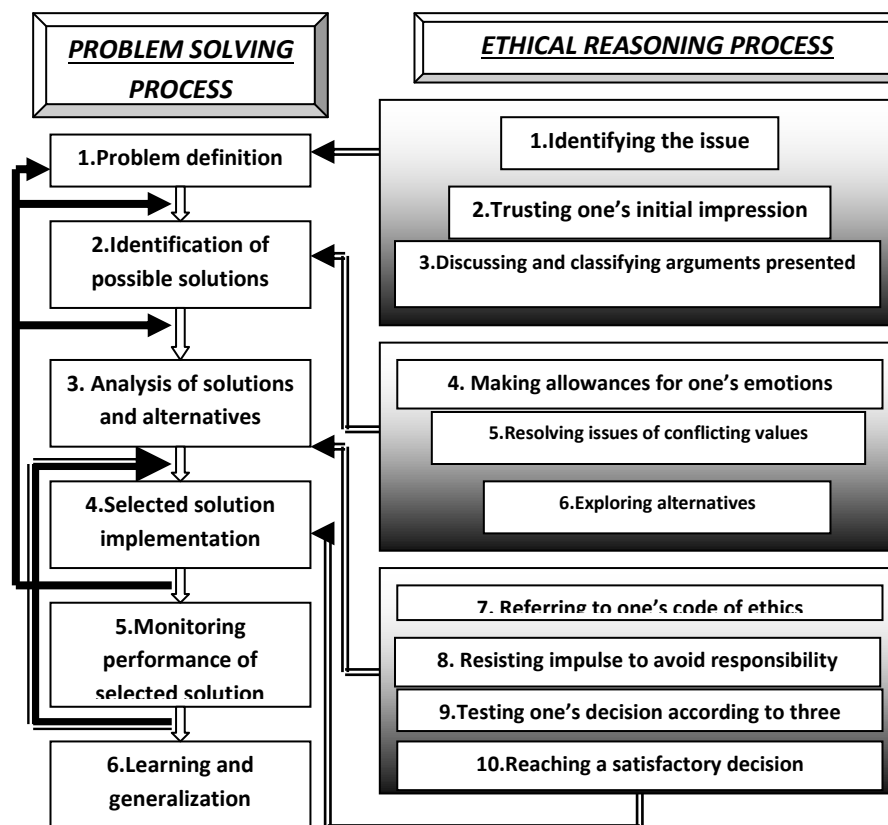 PROBLEM SOLVING
PROCESS
1.Problem definition
2.Identification of
possible solutions
3. Analysis of solutions
and alternatives
4.Selected solution
implementation
5.Monitoring
performance of
selected solution
6.Learning and
generalization
ETHICAL REASONING PROCESS
1.Identifying the issue
2.Trusting one’s initial impression
3.Discussing and classifying arguments presented
4. Making allowances for one’s emotions
5.Resolving issues of conflicting values
6.Exploring alternatives
7. Referring to one’s code of ethics
8. Resisting impulse to avoid responsibility
9.Testing one’s decision according to three
10.Reaching a satisfactory decision